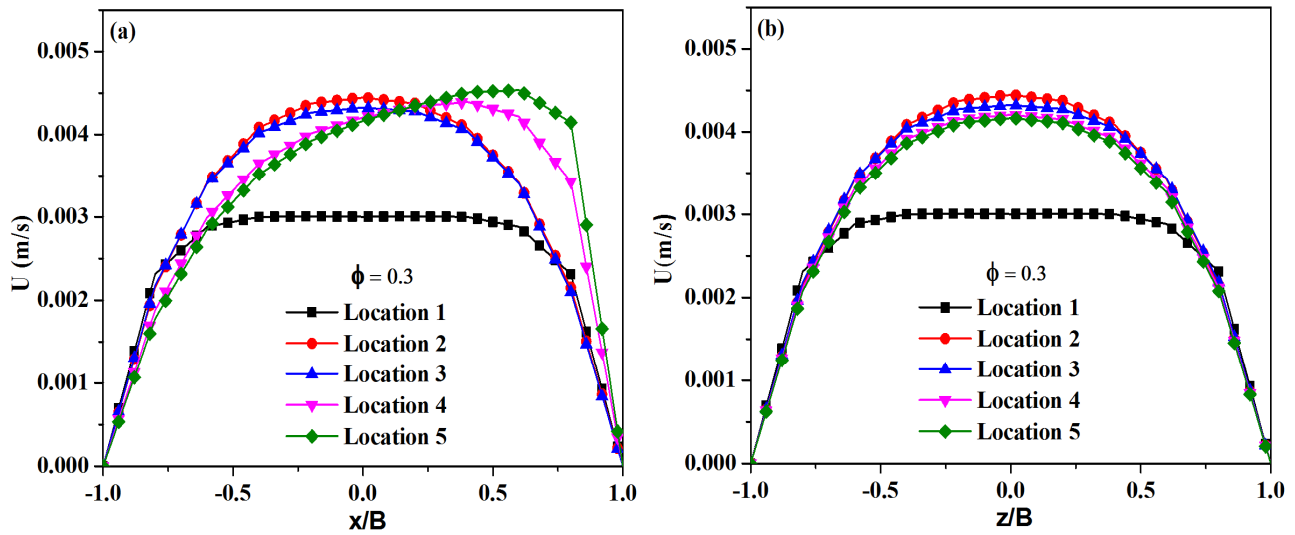 (a)
0.005
0.004
0.003
0.002
0.001
0.000
U (m/s)
ϕ = 0.3
Location 1
Location 2
Location 3
Location 4
Location 5
-1.0 -0.5 0.0 0.5 1.0
x/B
(b)
0.005
0.004
0.003
0.002
0.001
0.000
U(m/s)
ϕ = 0.3
Location 1
Location 2
Location 3
Location 4
Location 5
-1.0 -0.5 0.0 0.5 1.0
z/B